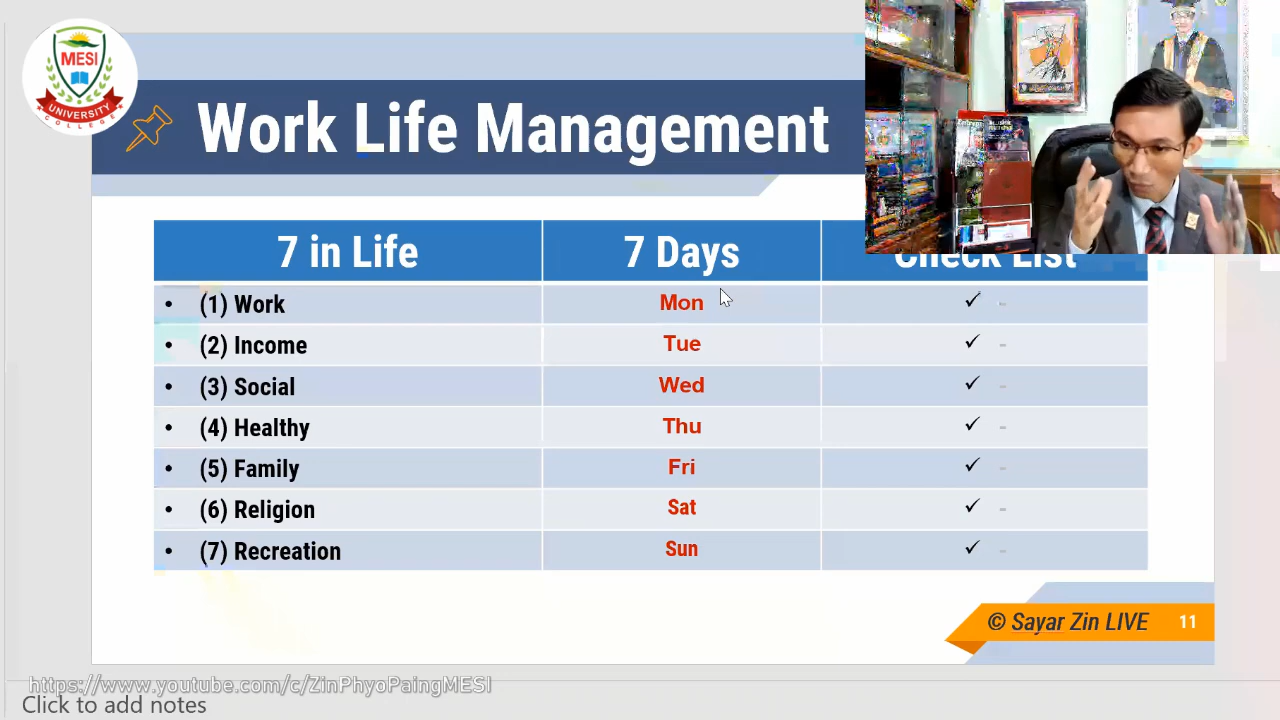 MESI
UNIVERSITY
COLLEGE
Work Life Management
7 in Life 7 Days Check List
• (1) Work Mon ✓ -
• (2) Income Tue ✓ -
• (3) Social Wed ✓ -
• (4) Healthy Thu ✓ -
• (5) Family Fri ✓ -
• (6) Religion Sat ✓ -
• (7) Recreation Sun ✓ -
© Sayar Zin LIVE 11
https://www.youtube.com/c/ZinPhyoPaingMESI
Click to add notes